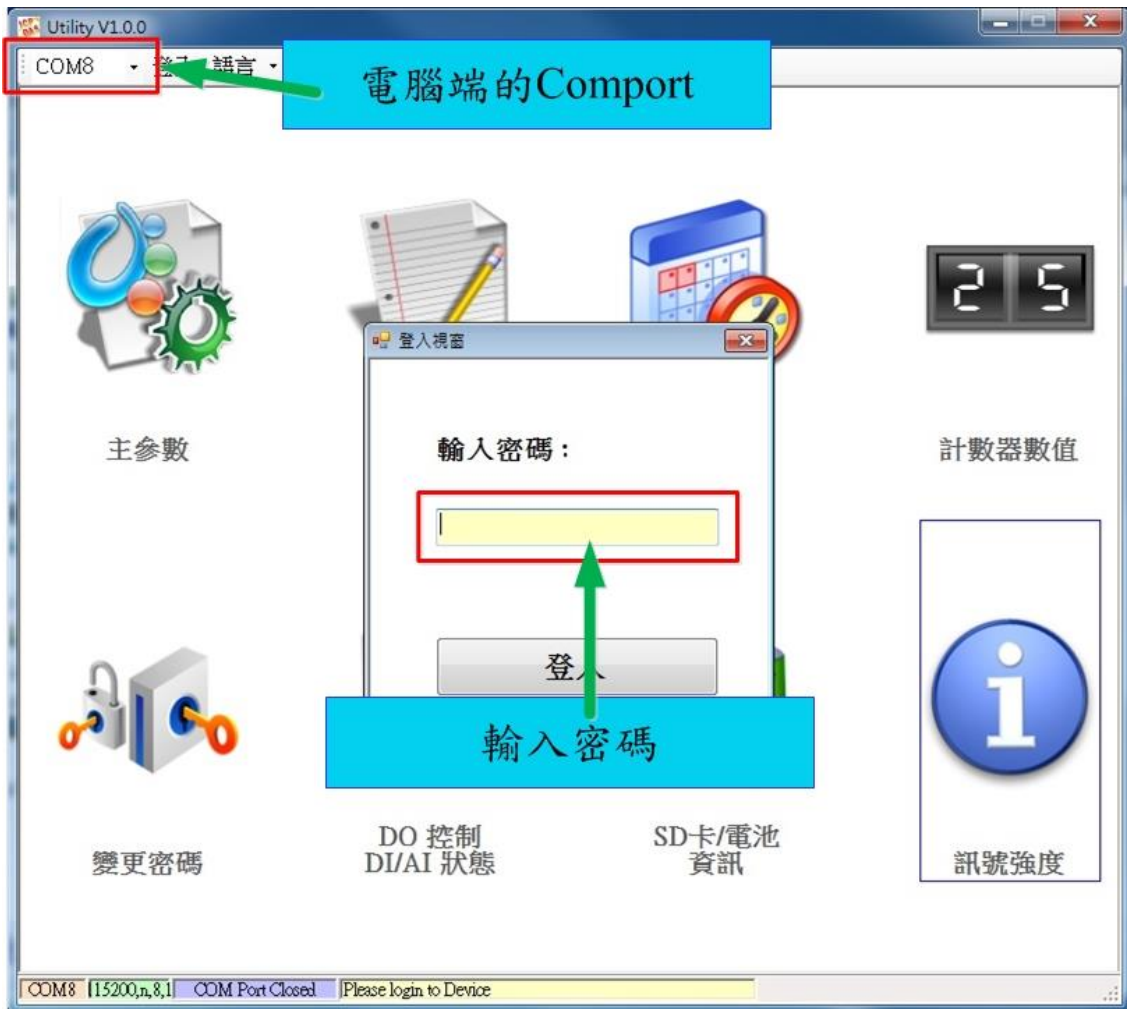 Utility V1.0.0
COM8 登入 語言
電腦端的Comport
25
登入視窗
輸入密碼：
主參數
計數器數值
登入
輸入密碼
變更密碼
DO 控制
DI/AI 狀態
SD卡/電池
資訊
訊號強度
COM8 15200,n,8,1 COM Port Closed Please login to Device